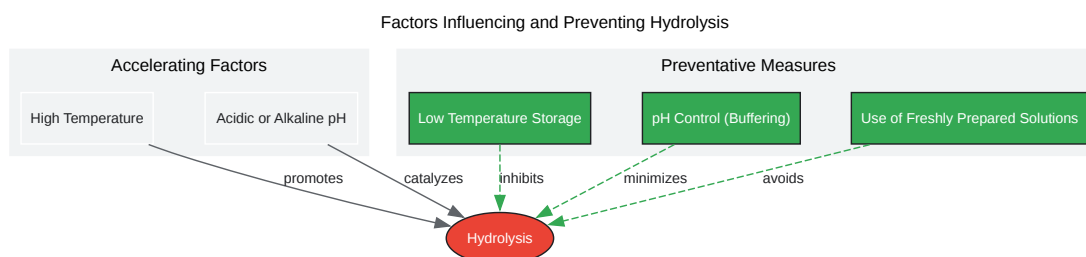 Factors Influencing and Preventing Hydrolysis
Accelerating Factors
Preventative Measures
High Temperature
Acidic or Alkaline pH
Low Temperature Storage
pH Control (Buffering)
Use of Freshly Prepared Solutions
promotes
catalyzes
inhibits
minimizes
avoids
Hydrolysis